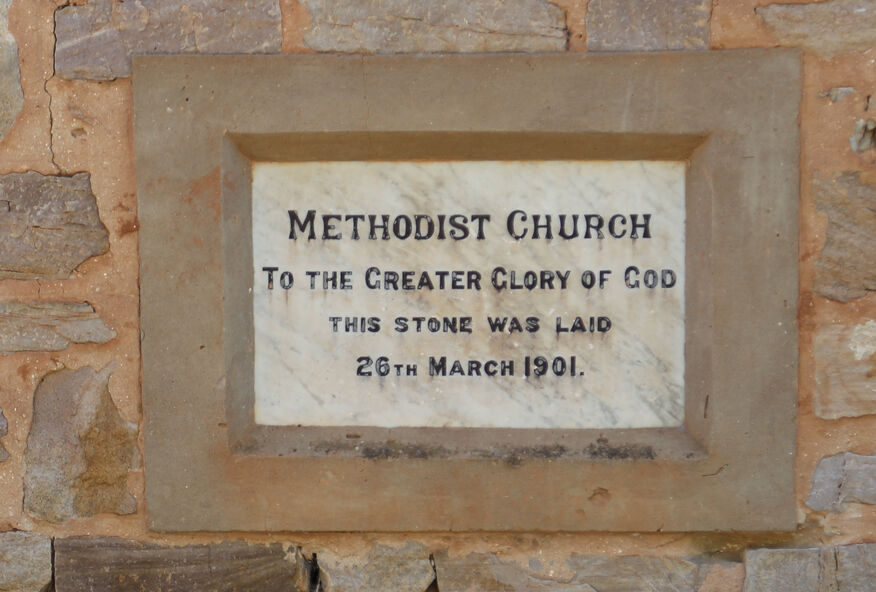 METHODIST CHURCH
TO THE GREATER GLORY OF GOD
THIS STONE WAS LAID
26TH MARCH 1901.